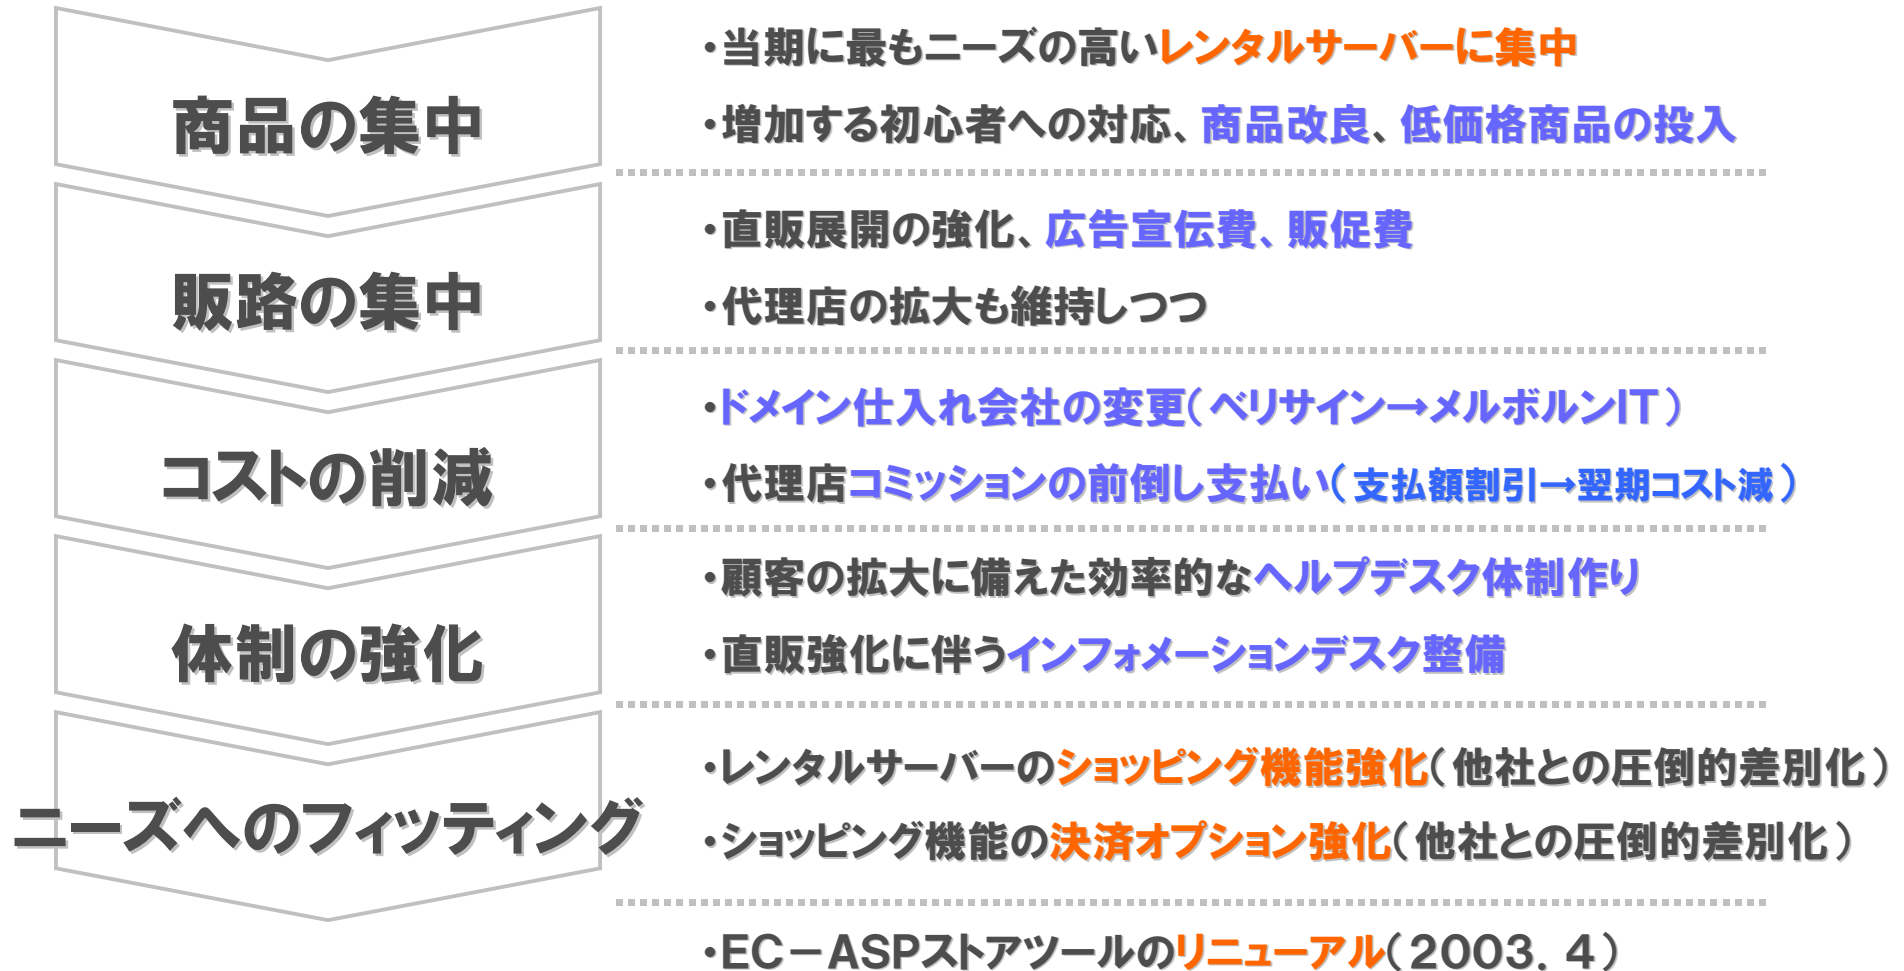 商品の集中
・当期に最もニーズの高いレンタルサーバーに集中
・増加する初心者への対応、商品改良、低価格商品の投入
販路の集中
・直販展開の強化、広告宣伝費、販促費
・代理店の拡大も維持しつつ
コストの削減
・ドメイン仕入れ会社の変更（ベリサイン→メルボルンIT）
・代理店コミッションの前倒し支払い（支払額割引→翌期コスト減）
体制の強化
・顧客の拡大に備えた効率的なヘルプデスク体制作り
・直販強化に伴うインフォメーションデスク整備
ニーズへのフィッティング
・レンタルサーバーのショッピング機能強化（他社との圧倒的差別化）
・ショッピング機能の決済オプション強化（他社との圧倒的差別化）
・EC－ASPストアツールのリニューアル（２００３．４）